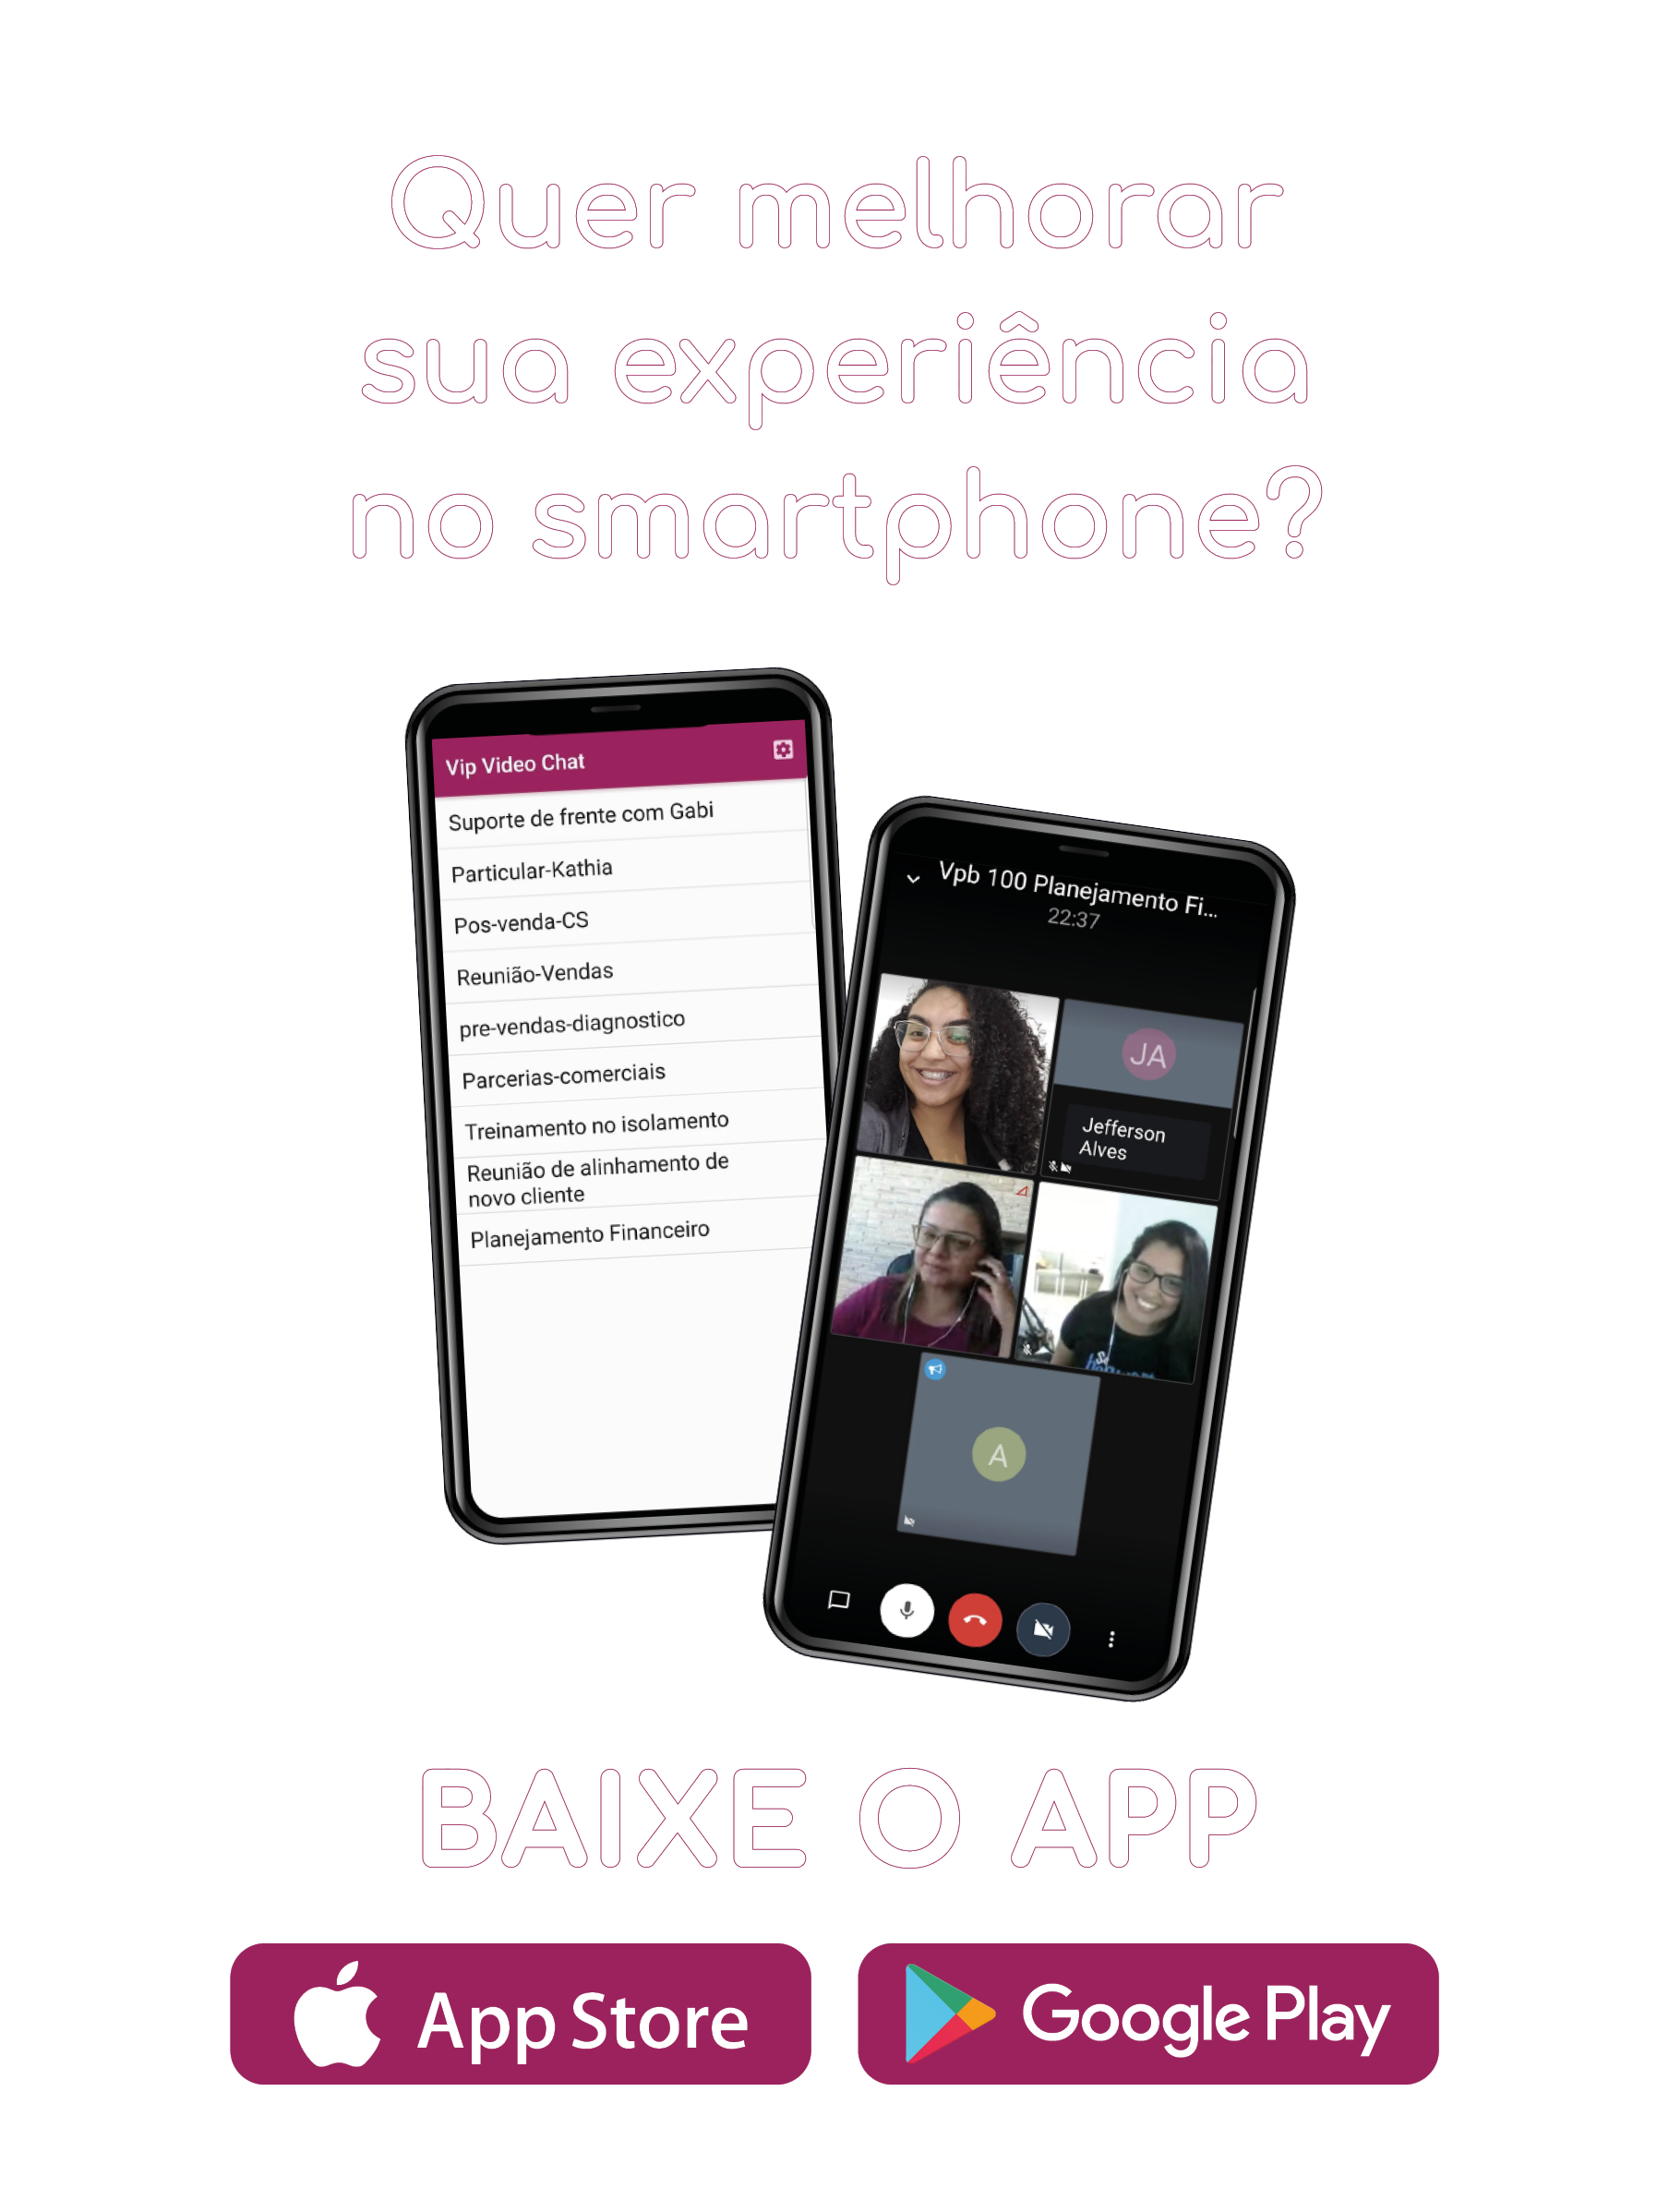 Quer melhorar
sua experiência
no smartphone?
Vip Video Chat
Suporte de frente com Gabi
Particular-Kathia
Pos-venda-CS
Reunião-Vendas
pre-vendas-diagnostico
Parcerias-comerciais
Treinamento no isolamento
Reunião de alinhamento de
novo cliente
Planejamento Financeiro
Vpb 100 Planejamento Fi...
22:37
JA
Jefferson
Alves
A
BAIXE O APP
App Store
Google Play